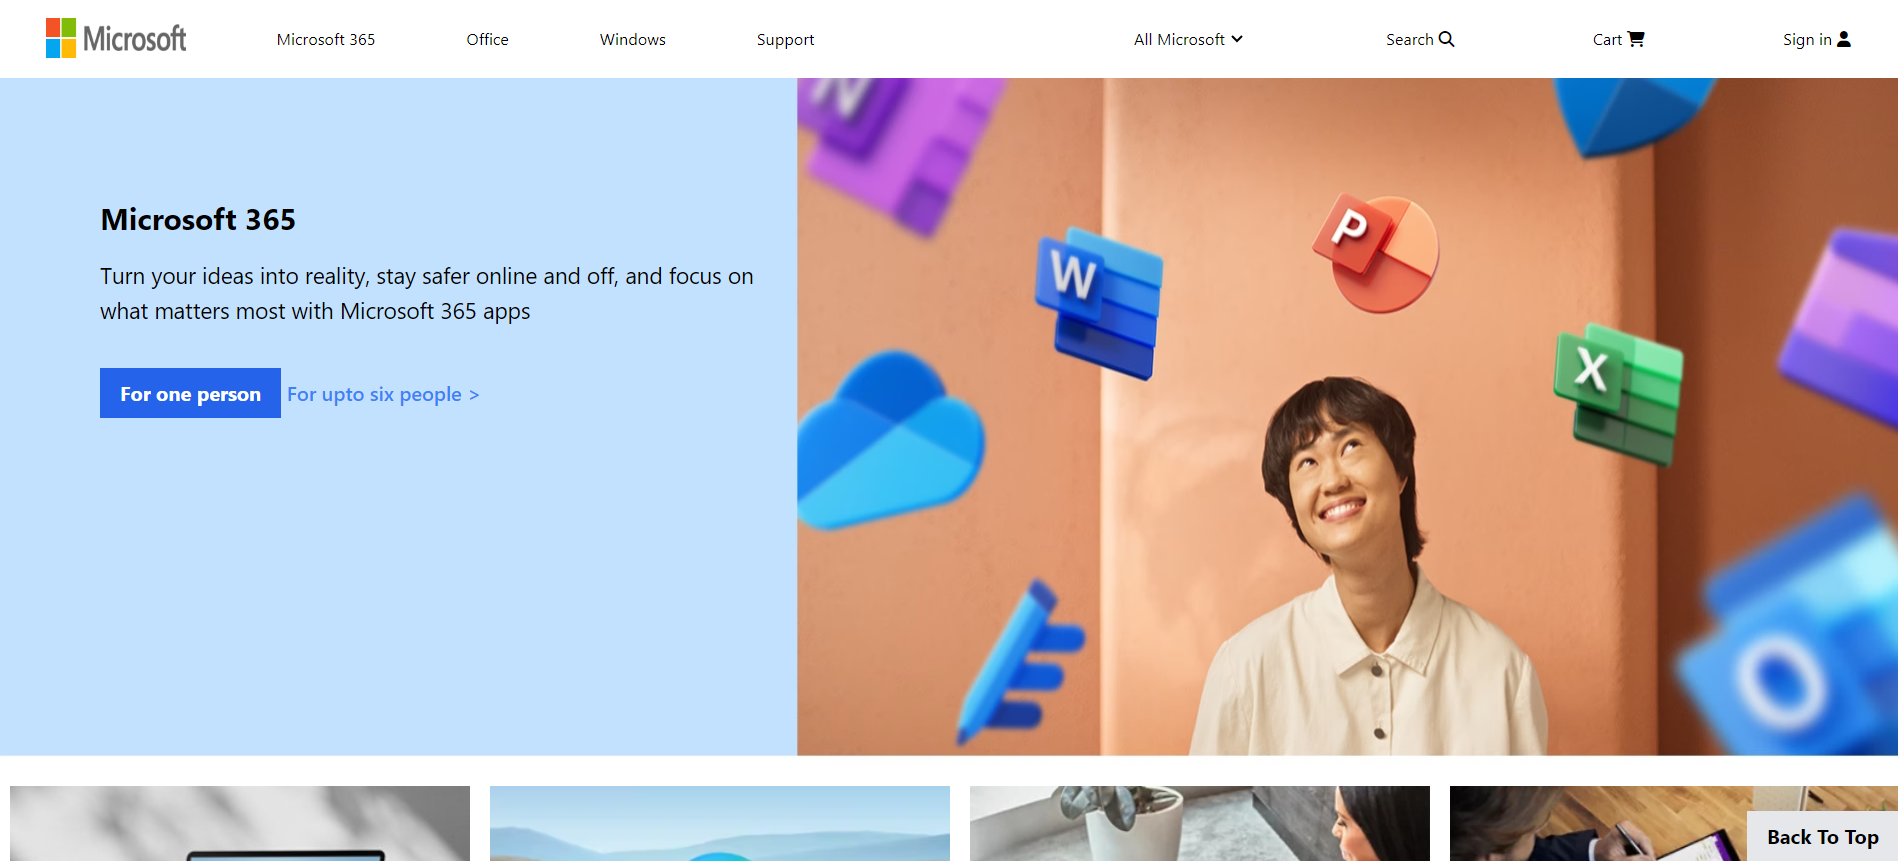 Microsoft
Microsoft 365
Office
Windows
Support
All Microsoft
Search
Cart
Sign in
Microsoft 365
Turn your ideas into reality, stay safer online and off, and focus on
what matters most with Microsoft 365 apps
For one person
For upto six people >
N
W
P
X
O
Back To Top